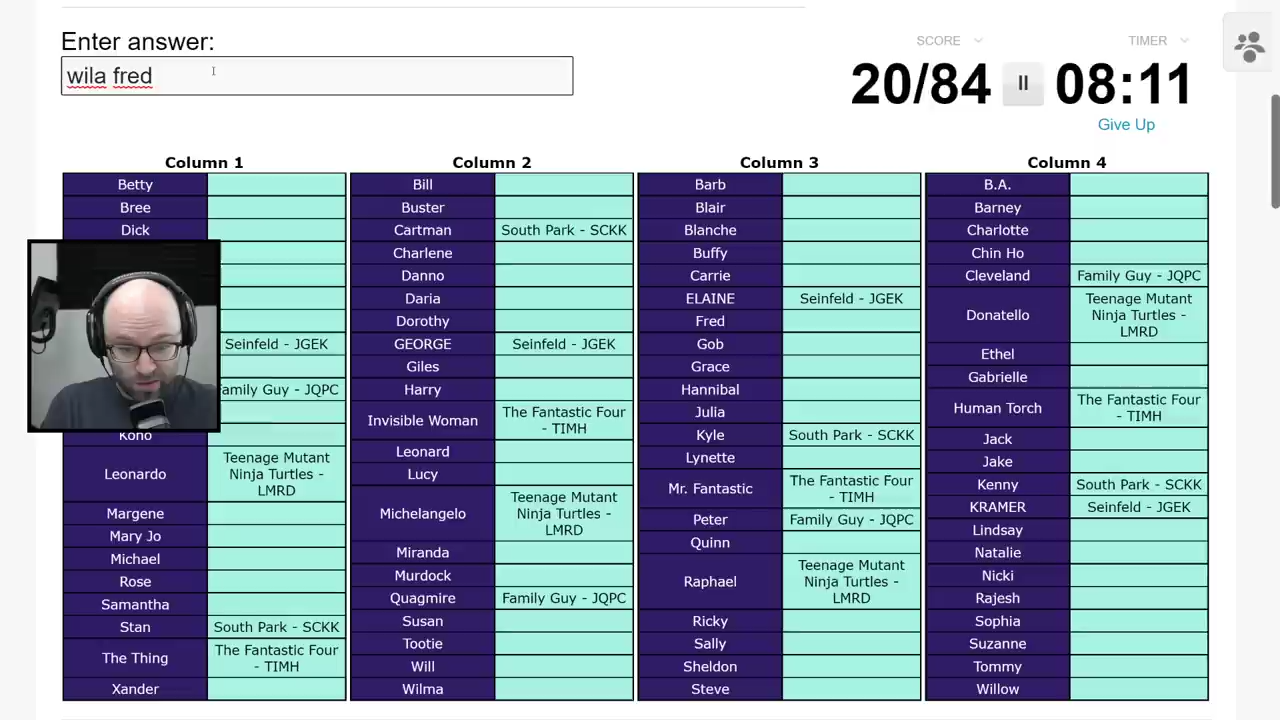 Enter answer:
wila fred
SCORE
TIMER
20/84
08:11
Give Up
Column 1 Column 2 Column 3 Column 4
Betty Bill Barb B.A.
Bree Buster Blair Barney
Dick Cartman South Park - SCKK Blanche Charlotte
Charlene Buffy Chin Ho
Danno Carrie Cleveland Family Guy - JQPC
Daria ELAINE Seinfeld - JGEK Donatello Teenage Mutant
Ninja Turtles -
LMRD
Dorothy Fred
Seinfeld - JGEK GEORGE Seinfeld - JGEK Gob Ethel
Giles Grace Gabrielle
Family Guy - JQPC Harry Hannibal Human Torch The Fantastic Four
- TIMH
Invisible Woman The Fantastic Four
- TIMH
Julia
Kono Kyle South Park - SCKK Jack
Leonardo Teenage Mutant
Ninja Turtles -
LMRD
Leonard Lynette Jake
Lucy Mr. Fantastic The Fantastic Four
- TIMH
Kenny South Park - SCKK
Margene Michelangelo Teenage Mutant
Ninja Turtles -
LMRD
Peter Family Guy - JQPC KRAMER Seinfeld - JGEK
Mary Jo Quinn Lindsay
Michael Miranda Raphael Teenage Mutant
Ninja Turtles -
LMRD
Natalie
Rose Murdock Nicki
Samantha Quagmire Family Guy - JQPC Rajesh
Stan South Park - SCKK Susan Ricky Sophia
The Thing The Fantastic Four
- TIMH
Tootie Sally Suzanne
Will Sheldon Tommy
Xander Wilma Steve Willow